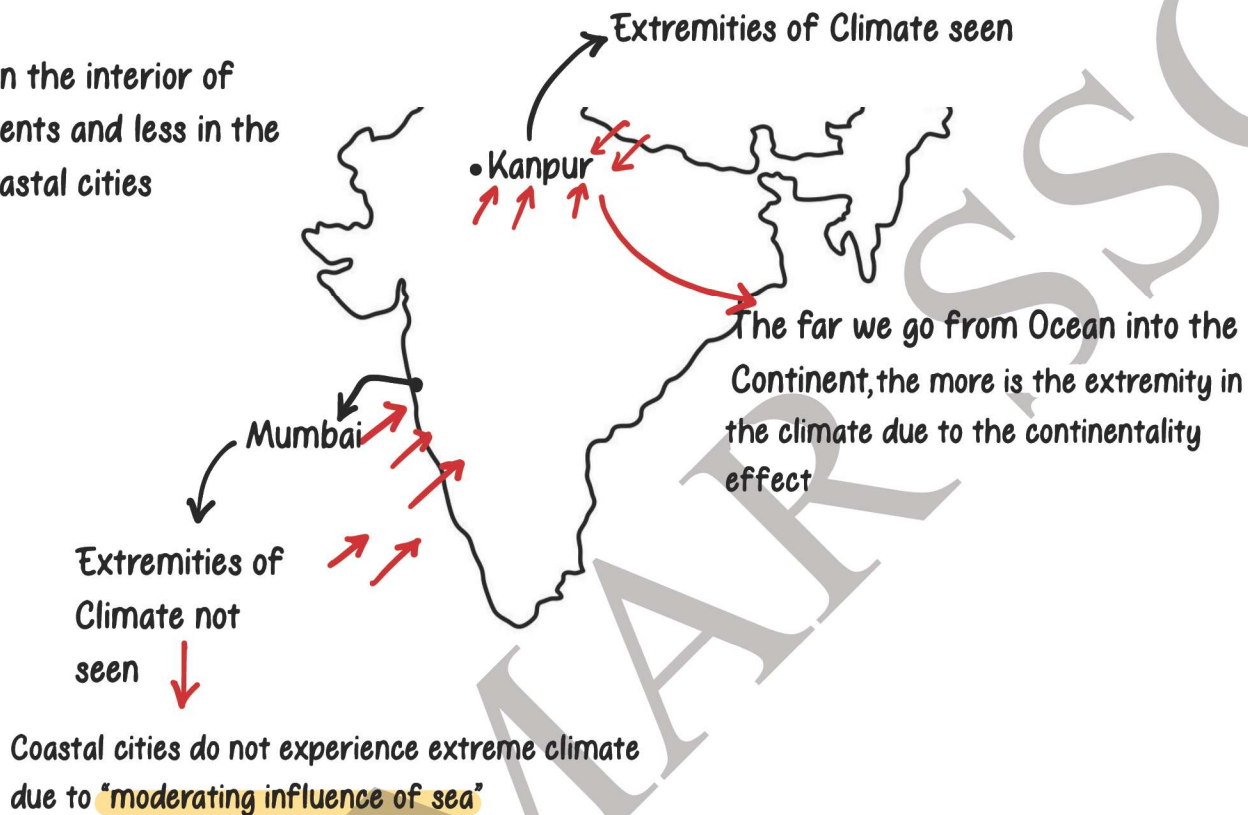 Extremities of Climate seen
n the interior of
ents and less in the
astal cities
Kanpur
The far we go from Ocean into the
Continent, the more is the extremity in
the climate due to the continentality
effect
Mumbai
Extremities of
Climate not
seen
Coastal cities do not experience extreme climate
due to “moderating influence of sea”
MAR SSC